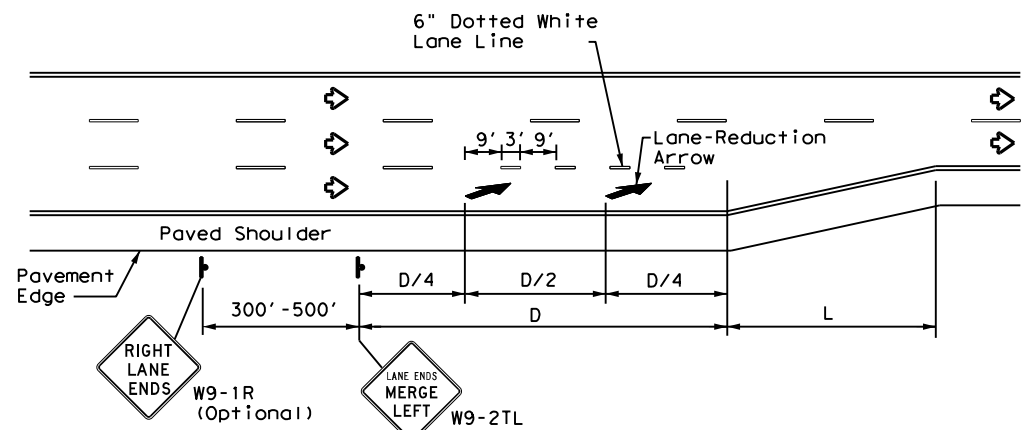 6" Dotted White
Lane Line
9' 3' 9'
Lane-Reduction
Arrow
Paved Shoulder
Pavement
Edge
D/4 D/2 D/4
300'-500' D L
RIGHT
LANE
ENDS
W9-1R
(Optional)
LANE ENDS
MERGE
LEFT
W9-2TL